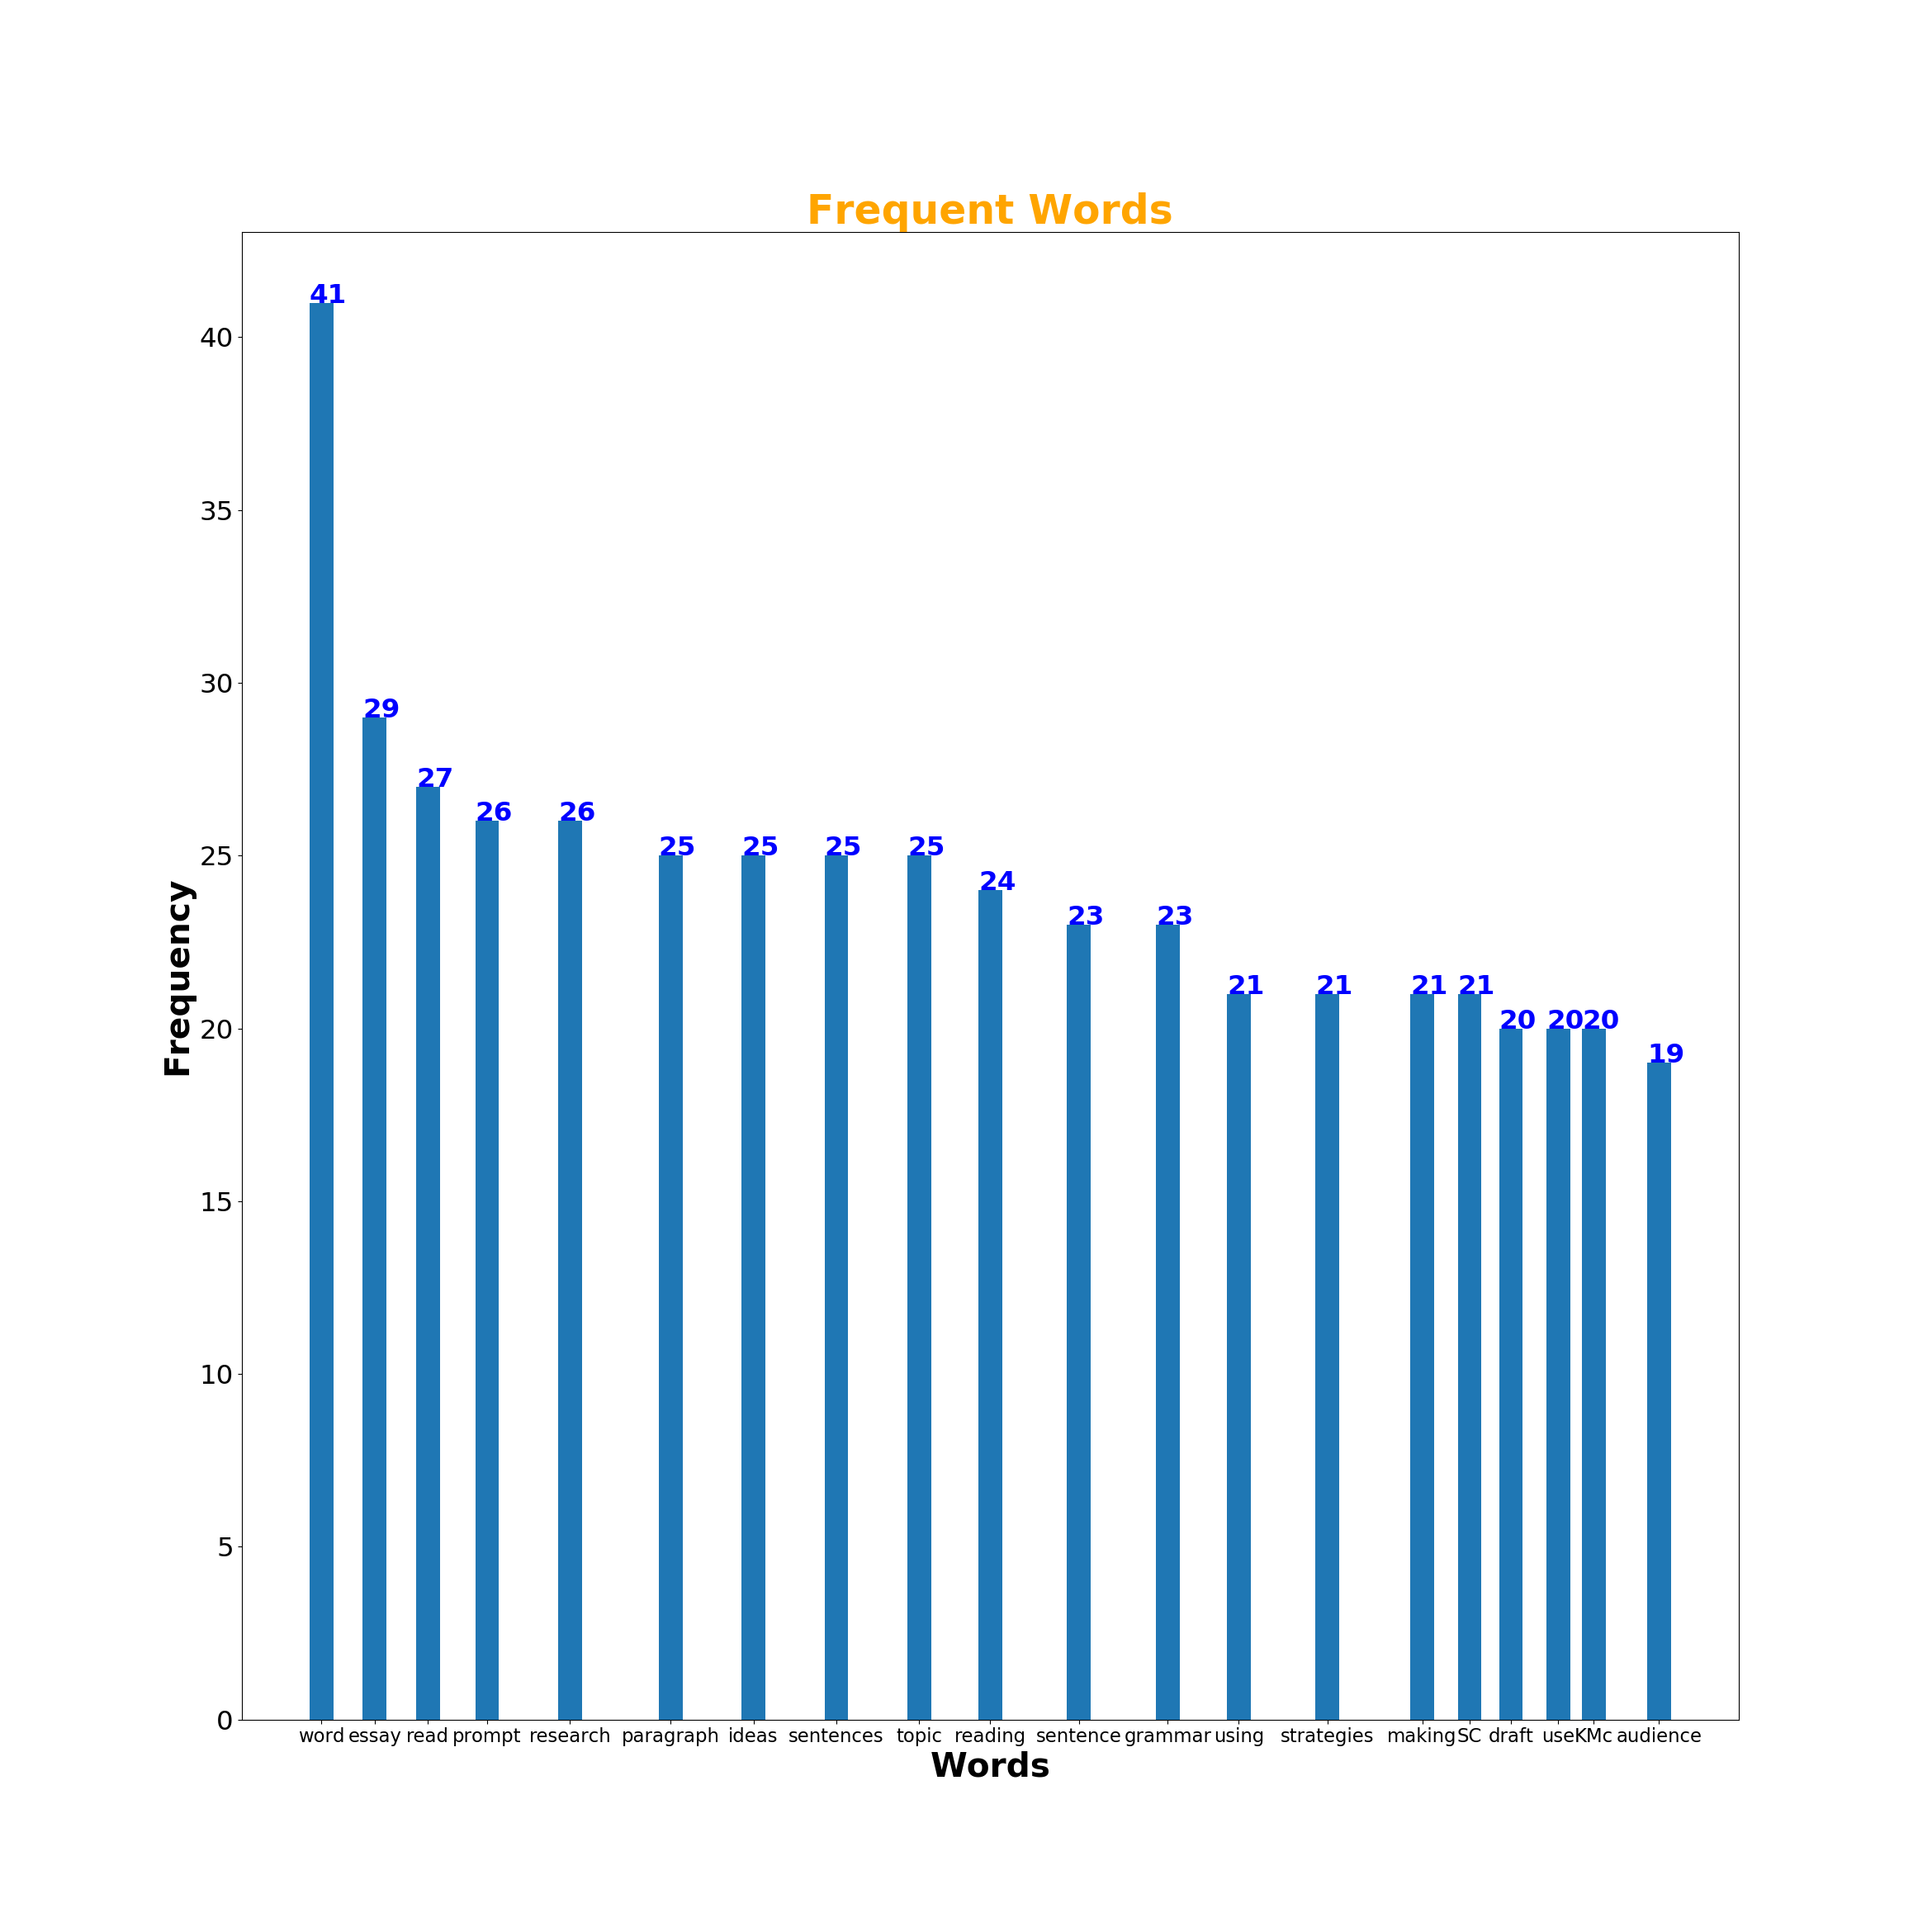 Frequent Words
41
29
27
26 26
25 25 25 25
24
23 23
21 21 21 21
20 20 20
19
40
35
30
25
20
15
10
5
0
Frequency
word essay read prompt research paragraph ideas sentences topic reading sentence grammar using strategies making SC draft use KMc audience
Words